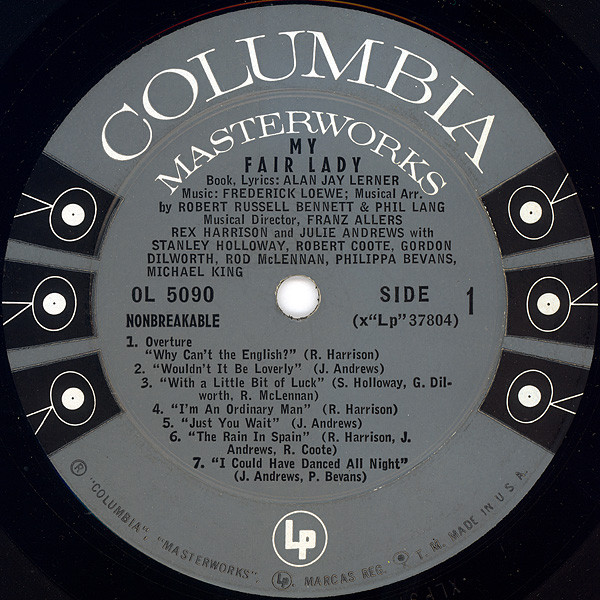 COLUMBIA
MASTERWORKS
MY
FAIR LADY
Book, Lyrics: ALAN JAY LERNER
Music: FREDERICK LOEWE; Musical Arr.
by ROBERT RUSSELL BENNETT & PHIL LANG
Musical Director, FRANZ ALLERS
REX HARRISON and JULIE ANDREWS with
STANLEY HOLLOWAY, ROBERT COOTE, GORDON
DILWORTH, ROD McLENNAN, PHILIPPA BEVANS,
MICHAEL KING
OL 5090 SIDE 1
NONBREAKABLE (x"Lp"37804)
1. Overture
"Why Can't the English?" (R. Harrison)
2. "Wouldn't It Be Loverly" (J. Andrews)
3. "With a Little Bit of Luck" (S. Holloway, G. Dil-
worth, R. McLennan)
4. "I'm An Ordinary Man" (R. Harrison)
5. "Just You Wait" (J. Andrews)
6. "The Rain In Spain" (R. Harrison, J.
Andrews, R. Coote)
7. "I Could Have Danced All Night"
(J. Andrews, P. Bevans)
Lp
® "COLUMBIA", "MASTERWORKS", Lp, MARCAS REG. T. M. MADE IN U. S. A.